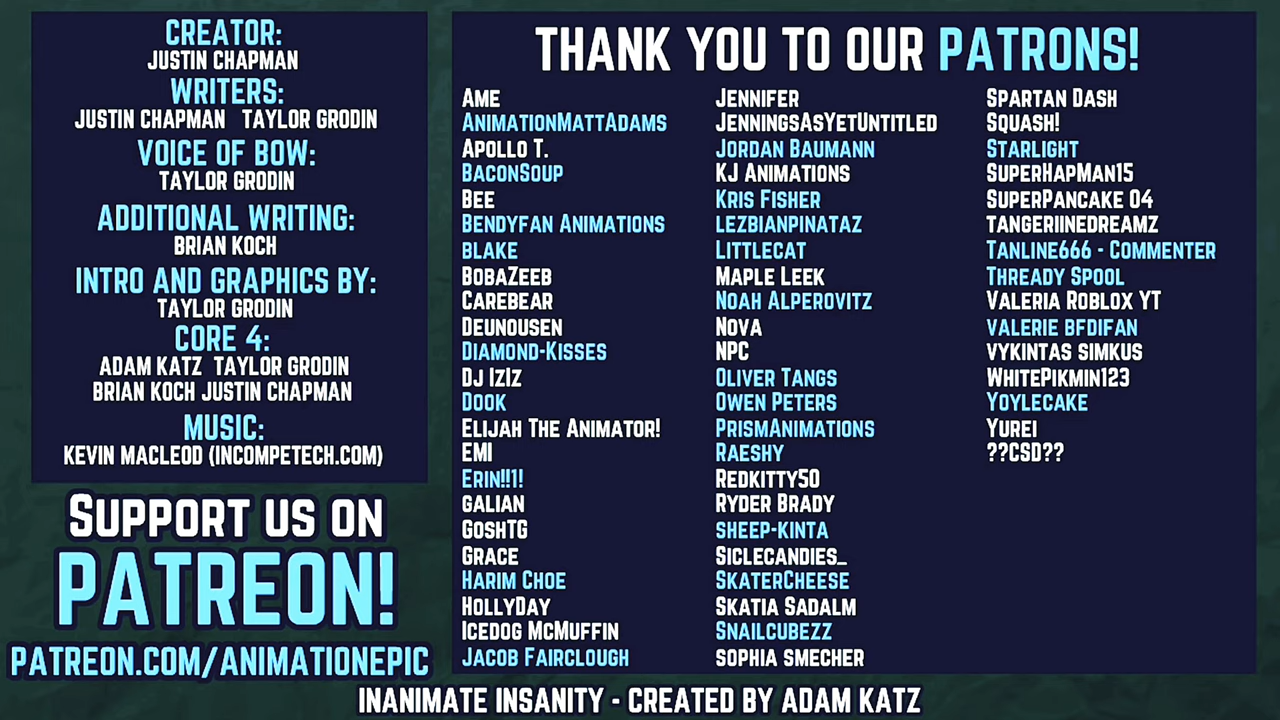 CREATOR:
JUSTIN CHAPMAN
WRITERS:
JUSTIN CHAPMAN TAYLOR GRODIN
VOICE OF BOW:
TAYLOR GRODIN
ADDITIONAL WRITING:
BRIAN KOCH
INTRO AND GRAPHICS BY:
TAYLOR GRODIN
CORE 4:
ADAM KATZ TAYLOR GRODIN
BRIAN KOCH JUSTIN CHAPMAN
MUSIC:
KEVIN MACLEOD (INCOMPETECH.COM)
SUPPORT US ON
PATREON!
PATREON.COM/ANIMATIONEPIC
THANK YOU TO OUR PATRONS!
AME
ANIMATIONMATTADAMS
APOLLO T.
BACONSOUP
BEE
BENDYFAN ANIMATIONS
BLAKE
BOBAZEEB
CAREBEAR
DEUNOUSEN
DIAMOND-KISSES
DJ IZIZ
DOOK
ELIJAH THE ANIMATOR!
EMI
ERIN!!1!
GALIAN
GOSHTG
GRACE
HARIM CHOE
HOLLYDAY
ICEDOG MCMUFFIN
JACOB FAIRCLOUGH
JENNIFER
JENNINGSASYETUNTITLED
JORDAN BAUMANN
KJ ANIMATIONS
KRIS FISHER
LEZBIANPINATAZ
LITTLECAT
MAPLE LEEK
NOAH ALPEROVITZ
NOVA
NPC
OLIVER TANGS
OWEN PETERS
PRISMANIMATIONS
RAESHY
REDKITTY50
RYDER BRADY
SHEEP-KINTA
SICLECANDIES_
SKATERCHEESE
SKATIA SADALM
SNAILCUBEZZ
SOPHIA SMECHER
SPARTAN DASH
SQUASH!
STARLIGHT
SUPERHAPMAN15
SUPERPANCAKE 04
TANGERIINEDREAMZ
TANLINE666 - COMMENTER
THREADY SPOOL
VALERIA ROBLOX YT
VALERIE BFDIFAN
VYKINTAS SIMKUS
WHITEPIKMIN123
YOYLECAKE
YUREI
??CSD??
INANIMATE INSANITY - CREATED BY ADAM KATZ